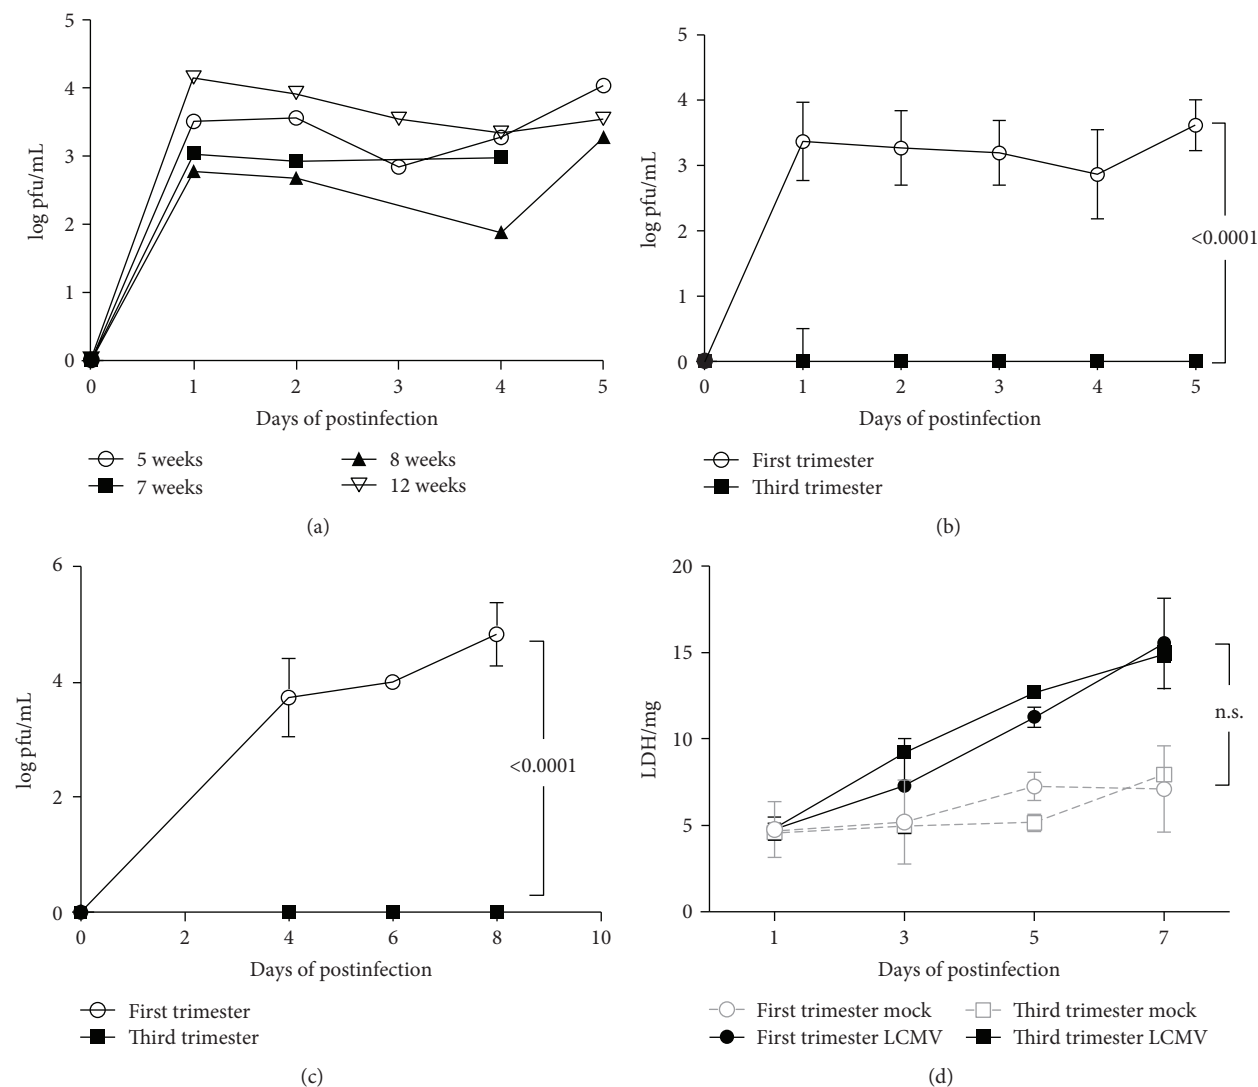 5
4
3
2
1
0
log pfu/mL
0 1 2 3 4 5
Days of postinfection
5 weeks 8 weeks
7 weeks 12 weeks
(a)
5
4
3
2
1
0
log pfu/mL
<0.0001
0 1 2 3 4 5
Days of postinfection
First trimester
Third trimester
(b)
6
4
2
0
log pfu/mL
<0.0001
0 2 4 6 8 10
Days of postinfection
First trimester
Third trimester
(c)
20
15
10
5
0
LDH/mg
n.s.
1 3 5 7
Days of postinfection
First trimester mock Third trimester mock
First trimester LCMV Third trimester LCMV
(d)